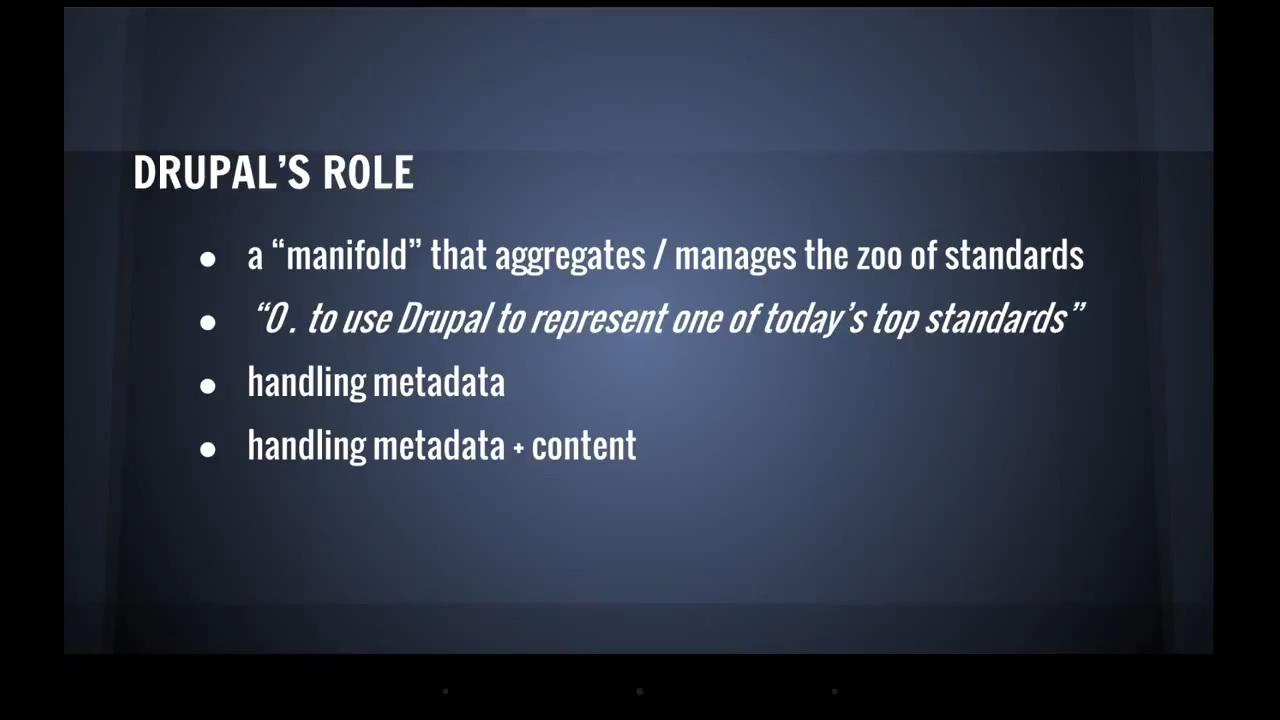 DRUPAL'S ROLE
● a “manifold” that aggregates / manages the zoo of standards
● “O . to use Drupal to represent one of today’s top standards”
● handling metadata
● handling metadata + content